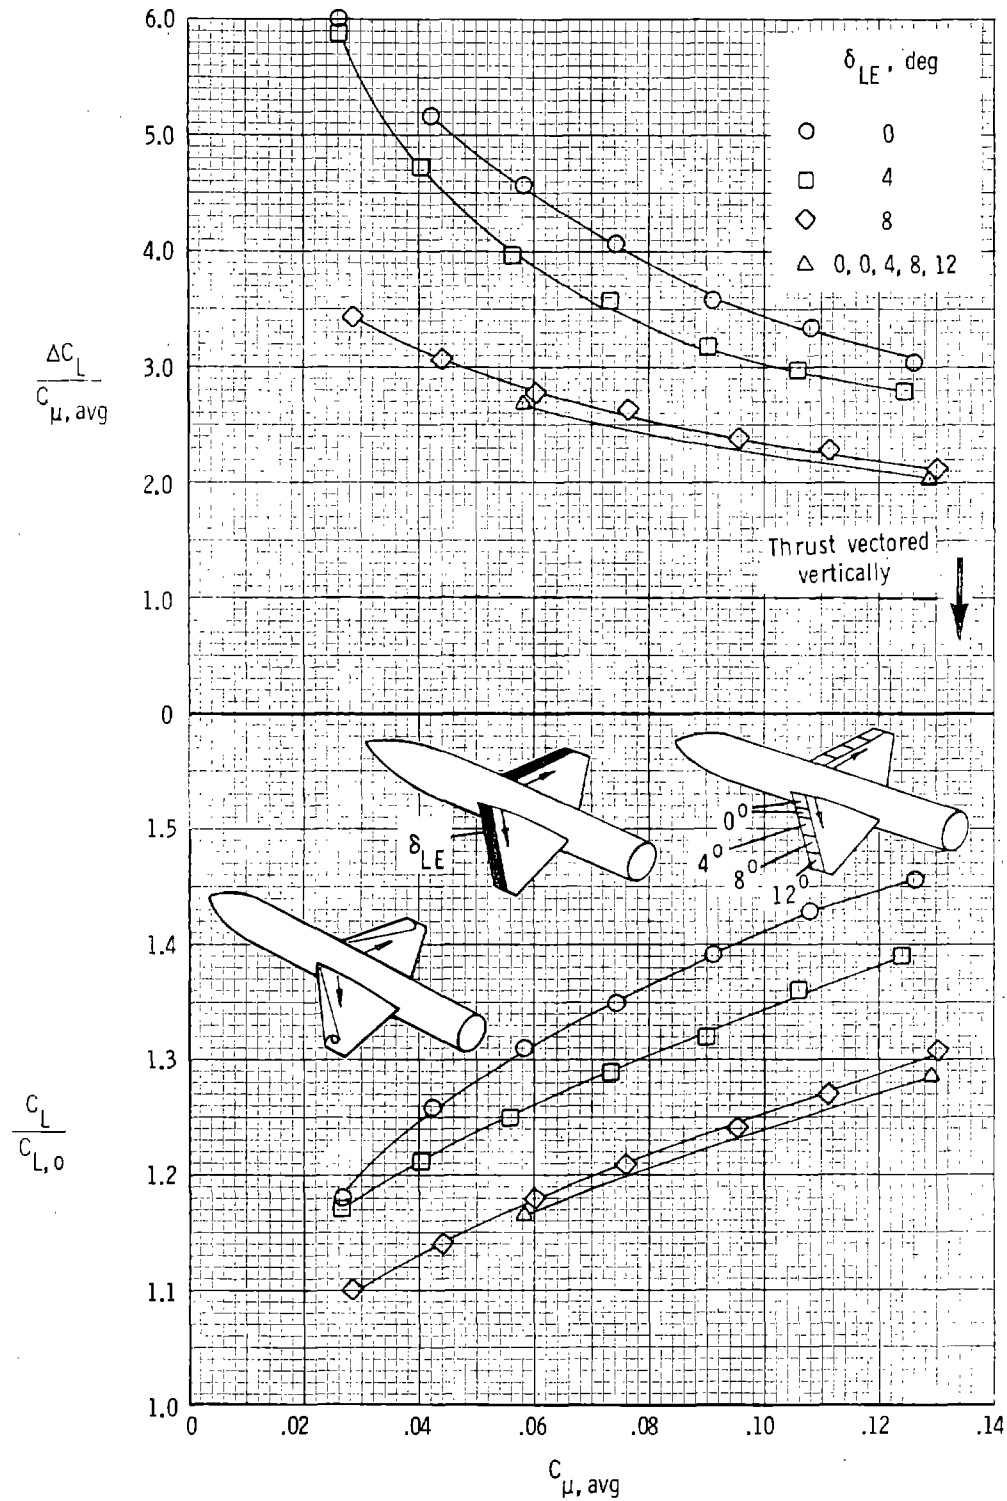 6.0
5.0
4.0
3.0
2.0
1.0
0
ΔC_L
C_μ, avg
δ_LE, deg
○ 0
□ 4
◇ 8
△ 0, 0, 4, 8, 12
Thrust vectored
vertically
δ_LE
0°
4°
8°
12°
1.5
1.4
1.3
1.2
1.1
1.0
C_L
C_L, o
0 .02 .04 .06 .08 .10 .12 .14
C_μ, avg